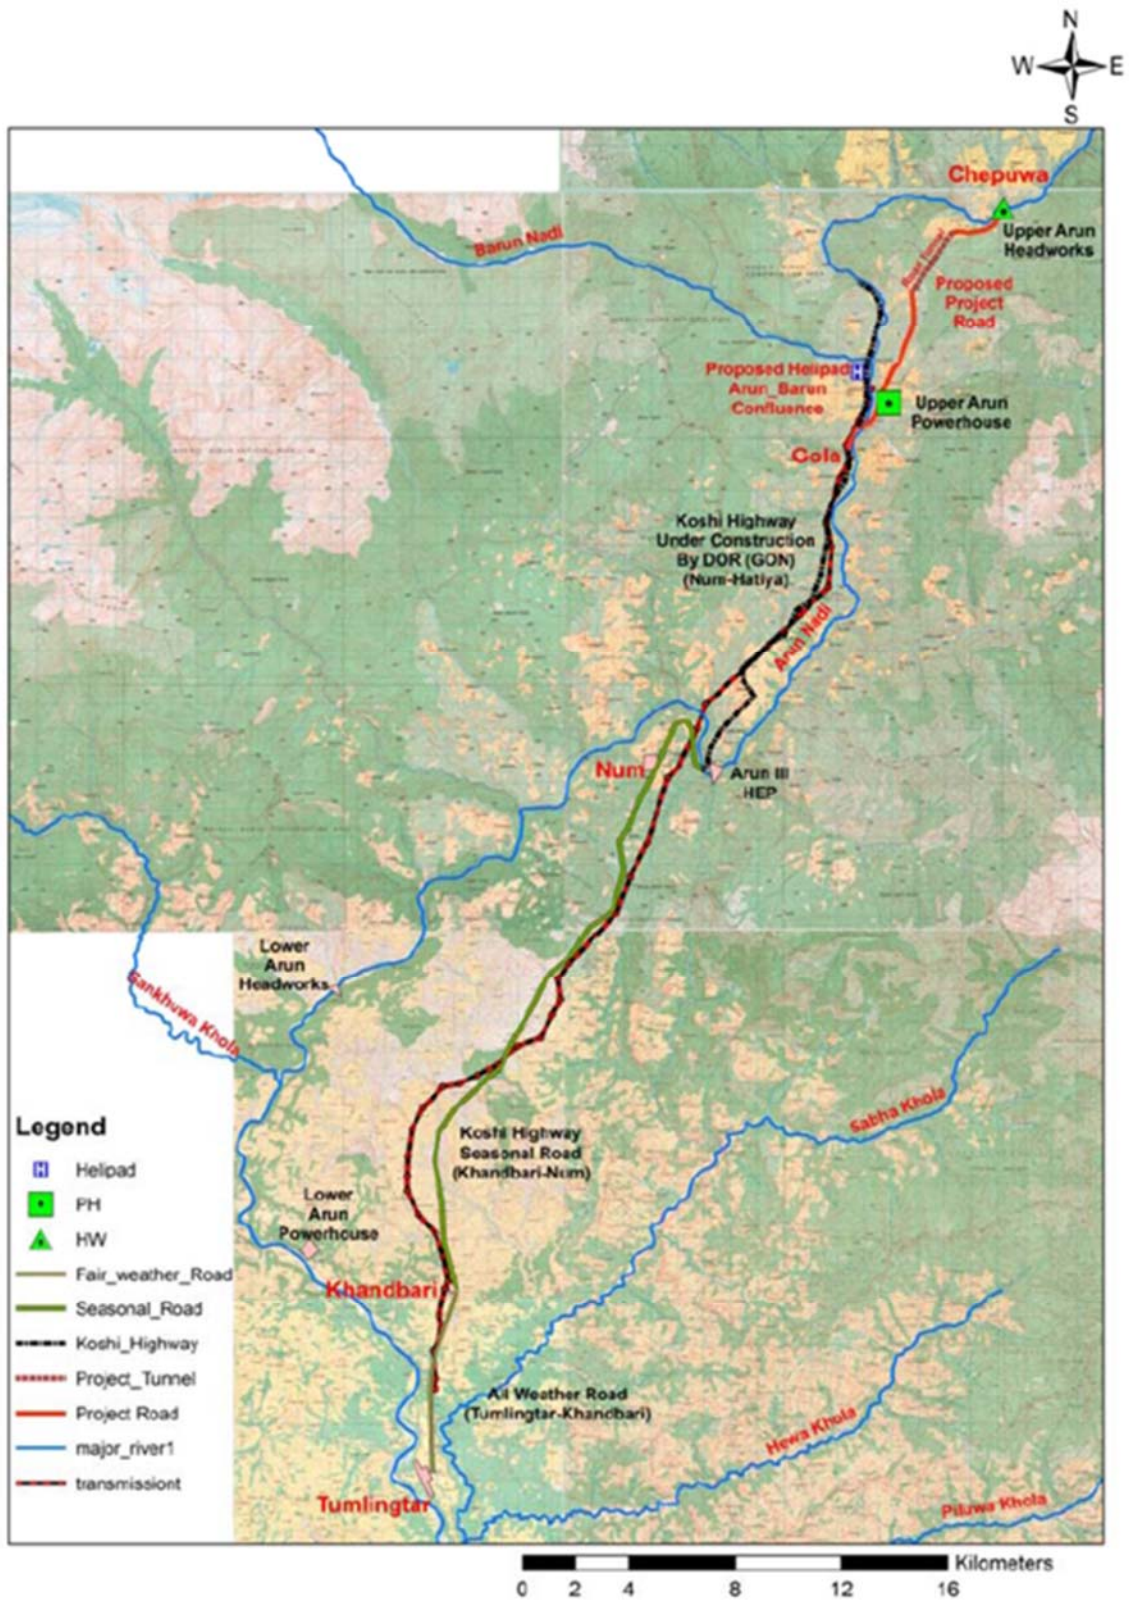 N
W E
S
Chepuwa
Upper Arun
Headworks
Barun Nadi
Proposed
Project
Road
Proposed Helipad
Arun_Barun
Confluence
Upper Arun
Powerhouse
Gola
Koshi Highway
Under Construction
By DOR (GON)
(Num-Hatiya)
Arun Nadi
Num
Arun III
HEP
Lower
Arun
Headworks
Sankhuwa Khola
Sabha Khola
Koshi Highway
Seasonal Road
(Khandbari-Num)
Lower
Arun
Powerhouse
Khandbari
All Weather Road
(Tumlingtar-Khandbari)
Hewa Khola
Tumlingtar
Piluwa Khola
Legend
H Helipad
PH
HW
Fair_weather_Road
Seasonal_Road
Koshi_Highway
Project_Tunnel
Project Road
major_river1
transmissiont
Kilometers
0 2 4 8 12 16